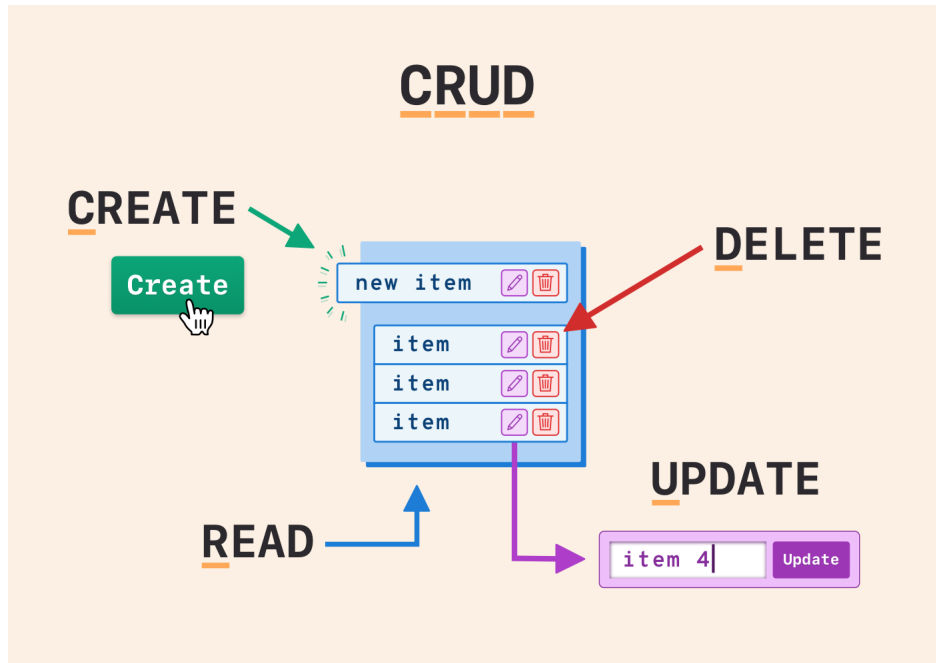 CRUD
CREATE
Create
new item
item
item
item
DELETE
READ
UPDATE
item 4
Update